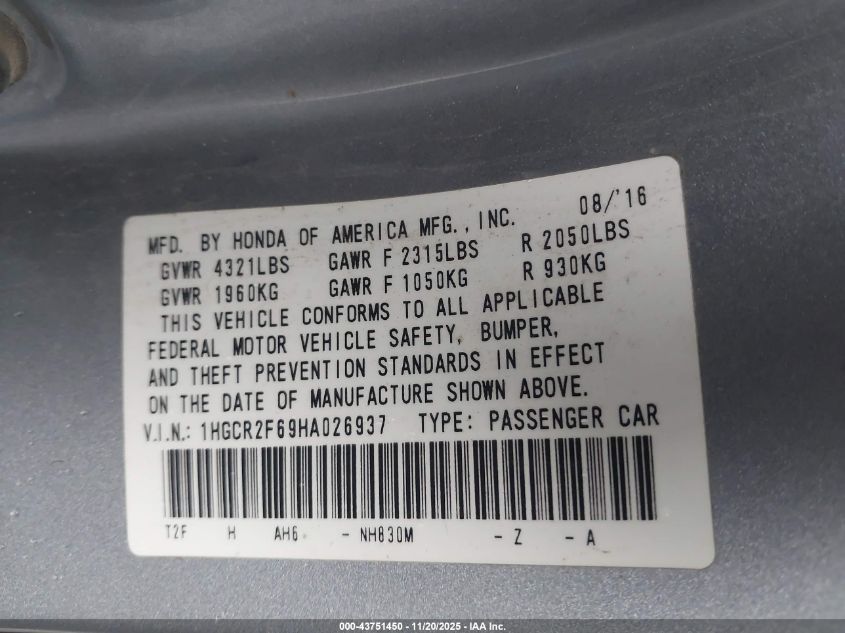 MFD. BY HONDA OF AMERICA MFG., INC. 08/'16
GVWR 4321LBS GAWR F 2315LBS R 2050LBS
GVWR 1960KG GAWR F 1050KG R 930KG
THIS VEHICLE CONFORMS TO ALL APPLICABLE
FEDERAL MOTOR VEHICLE SAFETY, BUMPER,
AND THEFT PREVENTION STANDARDS IN EFFECT
ON THE DATE OF MANUFACTURE SHOWN ABOVE.
V.I.N.: 1HGCR2F69HA026937 TYPE: PASSENGER CAR
T2F H AH6 - NH830M - Z - A
000-43751450 - 11/20/2025 - IAA Inc.